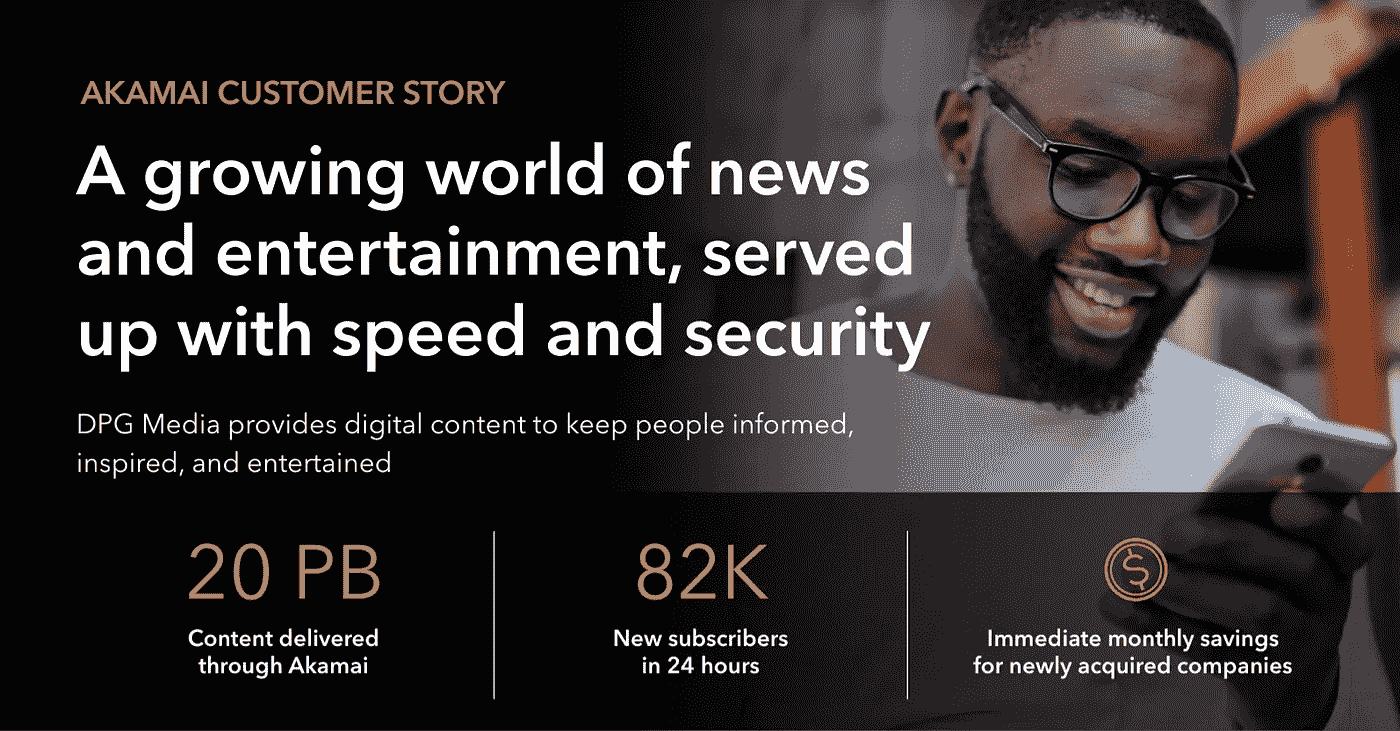 AKAMAI CUSTOMER STORY
A growing world of news
and entertainment, served
up with speed and security
DPG Media provides digital content to keep people informed,
inspired, and entertained
20 PB
Content delivered
through Akamai
82K
New subscribers
in 24 hours
$
Immediate monthly savings
for newly acquired companies